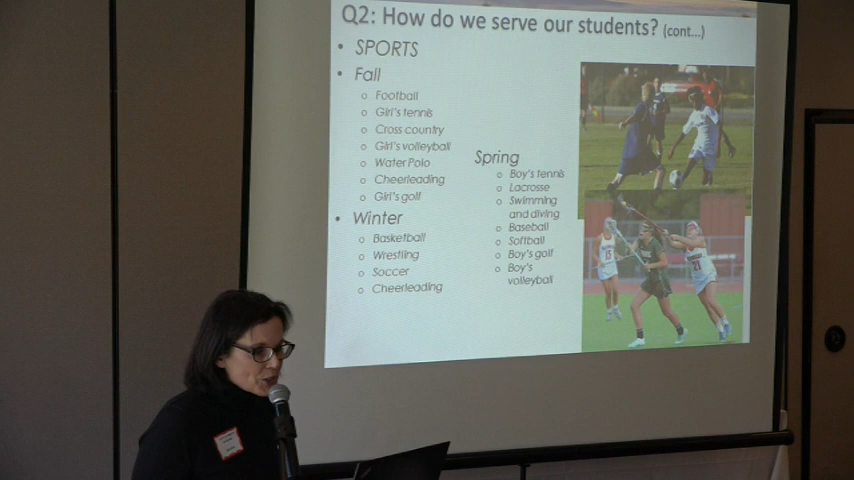 Q2: How do we serve our students? (cont...)
• SPORTS
• Fall
o Football
o Girl's tennis
o Cross country
o Girl's volleyball
o Water Polo
o Cheerleading
o Girl's golf
• Winter
o Basketball
o Wrestling
o Soccer
o Cheerleading
Spring
o Boy's tennis
o Lacrosse
o Swimming
and diving
o Baseball
o Softball
o Boy's golf
o Boy's
volleyball
15
21